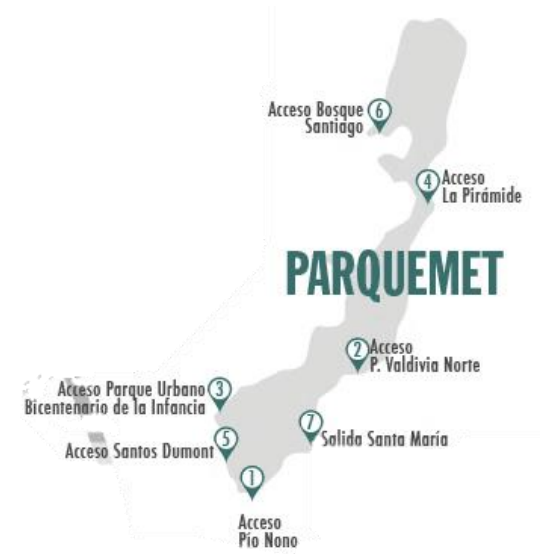 6
Acceso Bosque
Santiago
4
Acceso
La Pirámide
PARQUEMET
2
Acceso
P. Valdivia Norte
3
Acceso Parque Urbano
Bicentenario de la Infancia
7
Salida Santa María
5
Acceso Santos Dumont
1
Acceso
Pío Nono